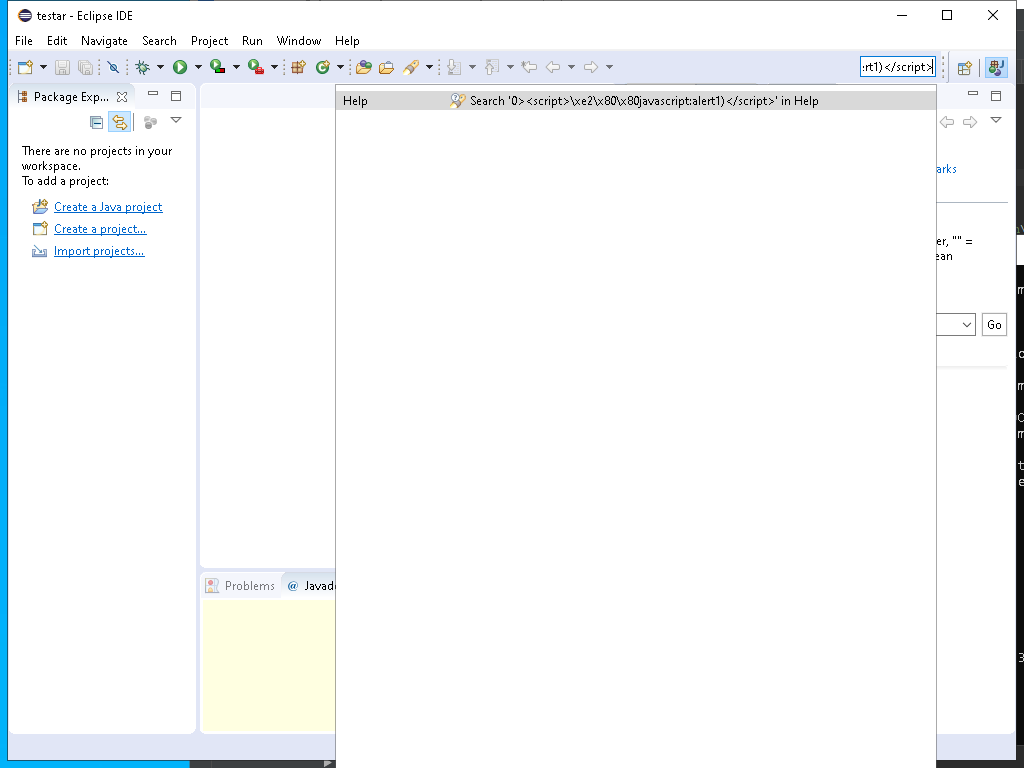 testar - Eclipse IDE
File Edit Navigate Search Project Run Window Help
:rt1)</script>
Package Exp...
Help Search '0><script>\xe2\x80\x80javascript:alert1)</script>' in Help
There are no projects in your
workspace.
To add a project:
Create a Java project
Create a project...
Import projects...
arks
er, "" =
ean
Go
Problems @ Javad